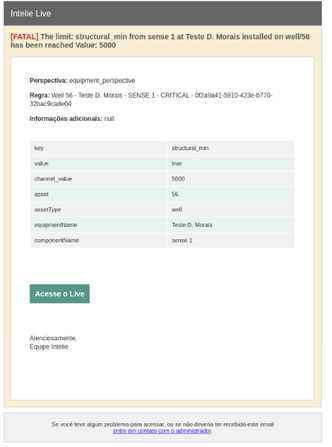 Intelie Live
[FATAL] The limit: structural_min from sense 1 at Teste D. Morais installed on well/56
has been reached Value: 5000
Perspectiva: equipment_perspective
Regra: Well 56 - Teste D. Morais - SENSE 1 - CRITICAL - 0f2a9a41-5910-423e-b770-
32bac9cade04
Informações adicionais: null
key structural_min
value true
channel_value 5000
asset 56
assetType well
equipmentName Teste D. Morais
componentName sense 1
Acesse o Live
Atenciosamente,
Equipe Intelie
Se você teve algum problema para acessar, ou se não deveria ter recebido este email
entre em contato com o administrador.